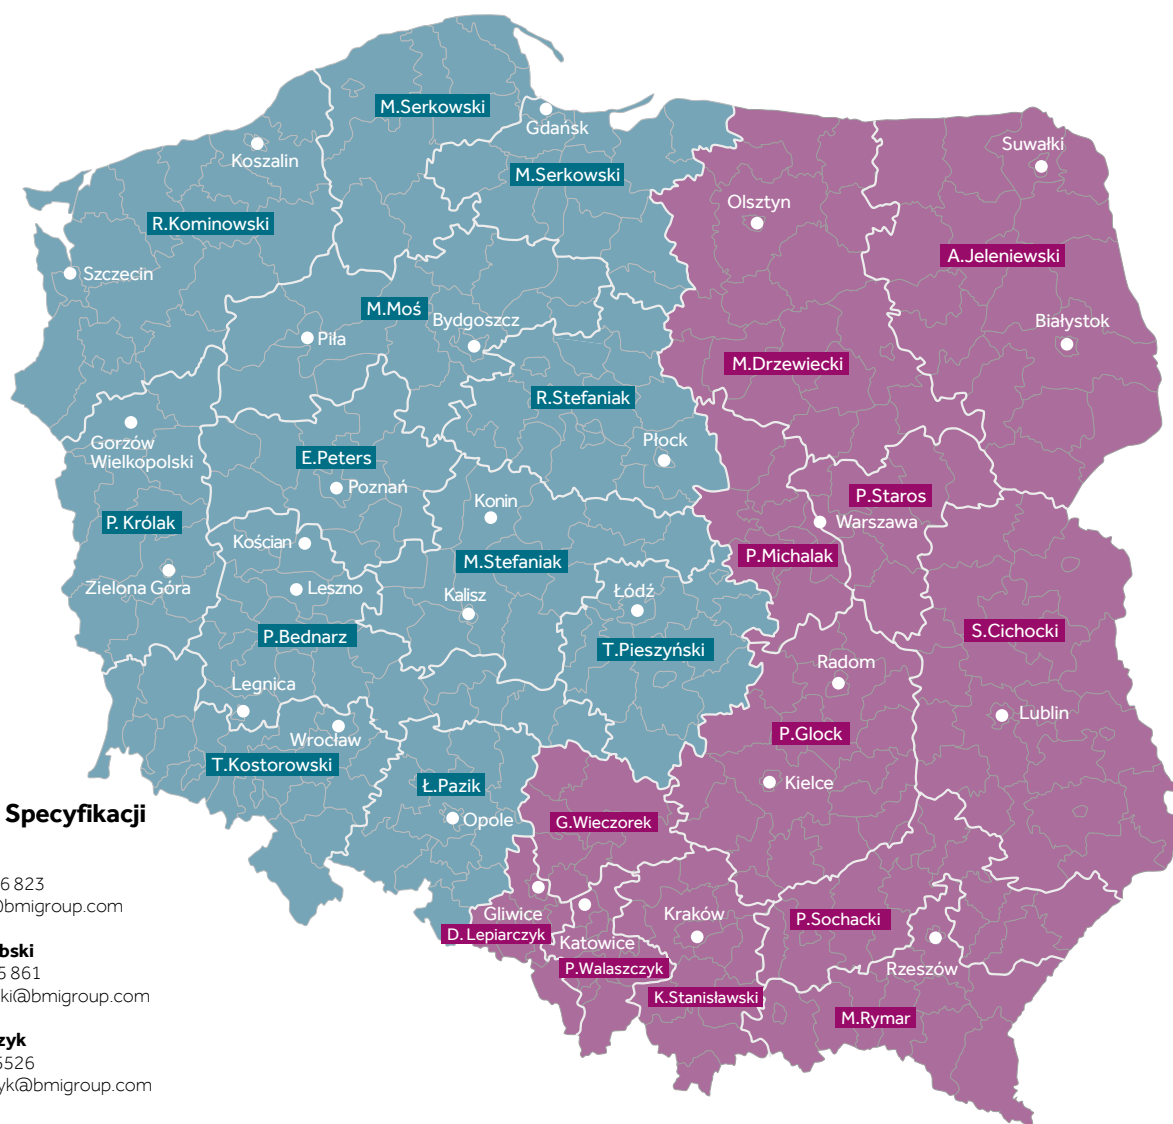 M.Serkowski
Gdańsk
Koszalin
Suwałki
M.Serkowski
Olsztyn
R.Kominowski
A.Jeleniewski
Szczecin
M.Moś
Bydgoszcz
Białystok
Piła
M.Drzewiecki
R.Stefaniak
Gorzów
Wielkopolski
Płock
E.Peters
Poznań
Konin
P.Staros
P. Królak
Warszawa
Kościan
M.Stefaniak
P.Michalak
Zielona Góra
Leszno
Kalisz
Łódź
P.Bednarz
T.Pieszyński
S.Cichocki
Radom
Legnica
Lublin
Wrocław
P.Glock
T.Kostorowski
Ł.Pazik
Kielce
Specyfikacji
Opole
G.Wieczorek
6 823
@bmigroup.com
Gliwice
Kraków
P.Sochacki
D. Lepiarczyk
Katowice
bski
Rzeszów
5 861
P.Walaszczyk
ki@bmigroup.com
K.Stanisławski
M.Rymar
zyk
5526
yk@bmigroup.com